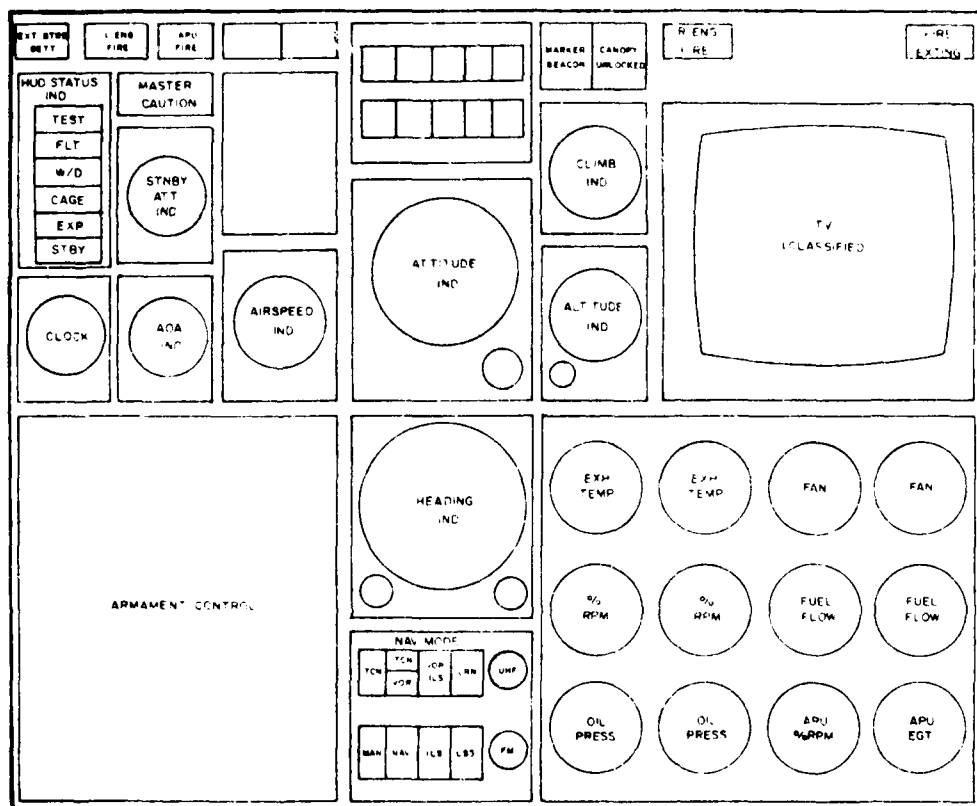 EXT STRS
L ENG
FIRE
APU
FIRE
MARKER
BEACON
CANOPY
UNLOCKED
R ENG
FIRE
FIRE
EXTING
HUD STATUS
IND
TEST
FLT
W/D
CAGE
EXP
STBY
MASTER
CAUTION
STNBY
ATT
IND
CLOCK
AOA
IND
AIRSPEED
IND
ATTITUDE
IND
CLIMB
IND
ALTITUDE
IND
TV
(CLASSIFIED
ARMAMENT CONTROL
HEADING
IND
NAV MODE
TCN
TCN
VOR
VOR
ILS
UHF
MAN
NAV
ILS
FM
EXH
TEMP
EXH
TEMP
FAN
FAN
%
RPM
%
RPM
FUEL
FLOW
FUEL
FLOW
OIL
PRESS
OIL
PRESS
APU
%RPM
APU
EGT